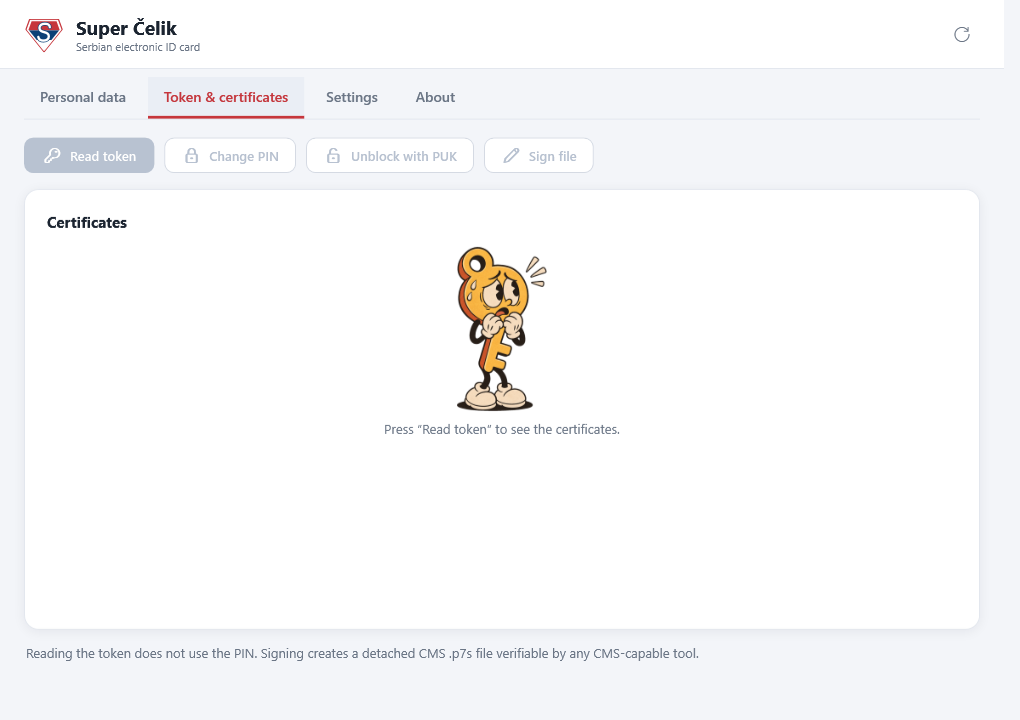 Super Čelik
Serbian electronic ID card
Personal data
Token & certificates
Settings
About
Read token
Change PIN
Unblock with PUK
Sign file
Certificates
Press "Read token" to see the certificates.
Reading the token does not use the PIN. Signing creates a detached CMS .p7s file verifiable by any CMS-capable tool.